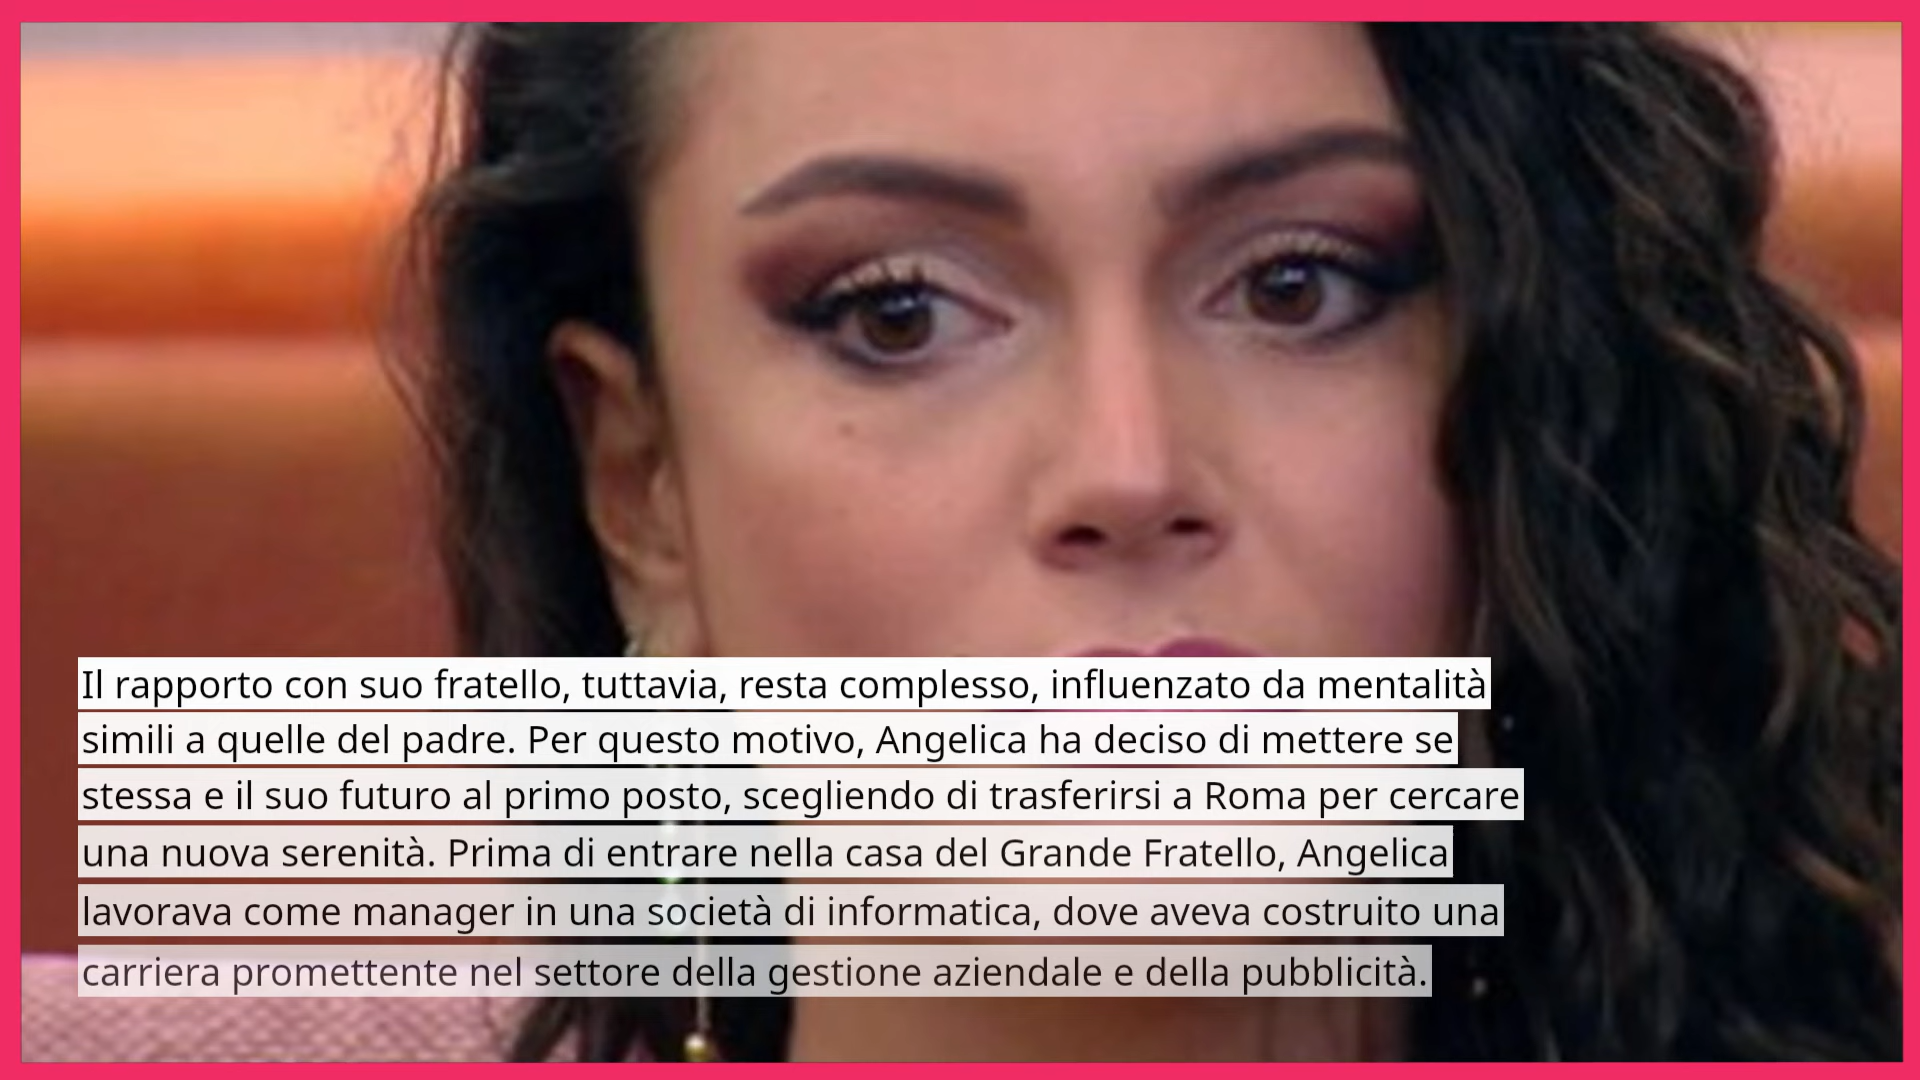 Il rapporto con suo fratello, tuttavia, resta complesso, influenzato da mentalità
simili a quelle del padre. Per questo motivo, Angelica ha deciso di mettere se
stessa e il suo futuro al primo posto, scegliendo di trasferirsi a Roma per cercare
una nuova serenità. Prima di entrare nella casa del Grande Fratello, Angelica
lavorava come manager in una società di informatica, dove aveva costruito una
carriera promettente nel settore della gestione aziendale e della pubblicità.